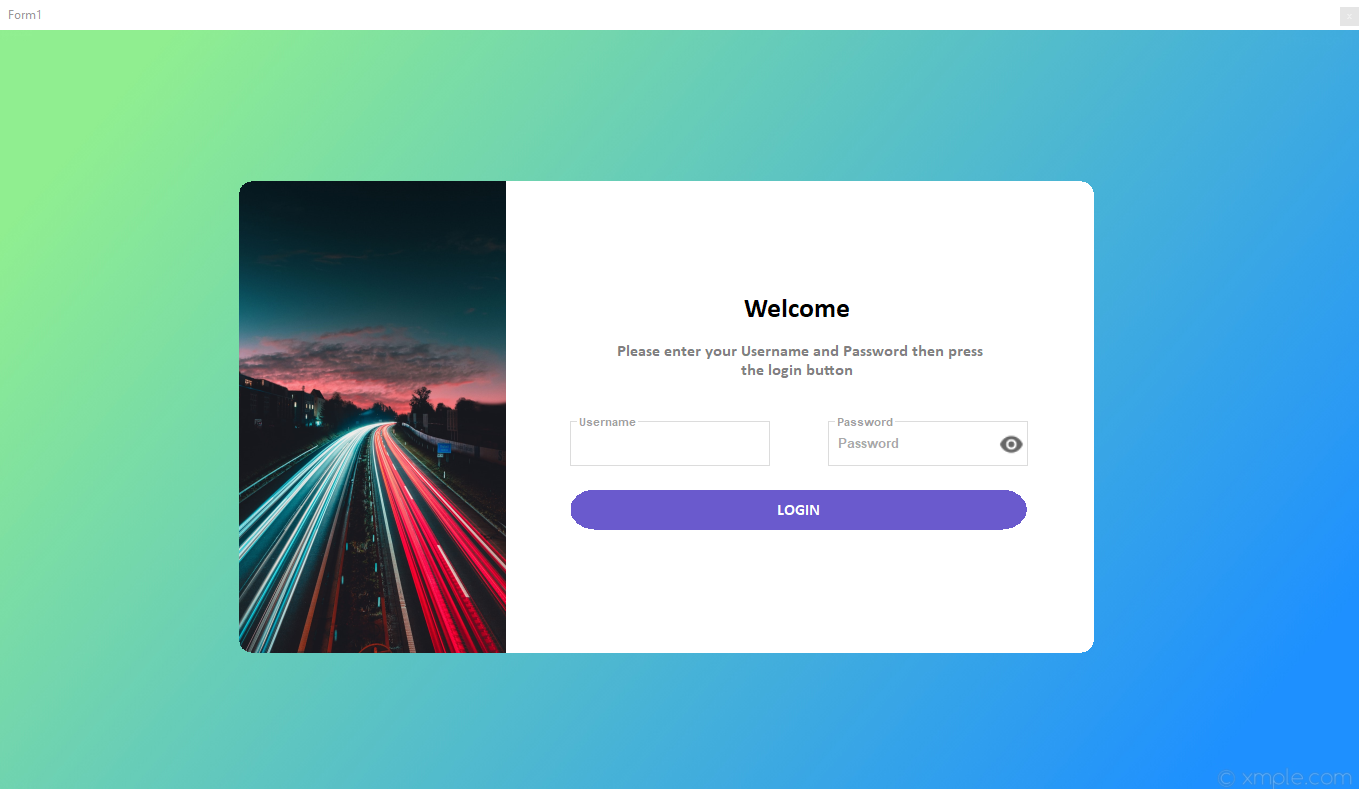 Form1
x
Welcome
Please enter your Username and Password then press
the login button
Username
Password
Password
LOGIN
© xmple.com